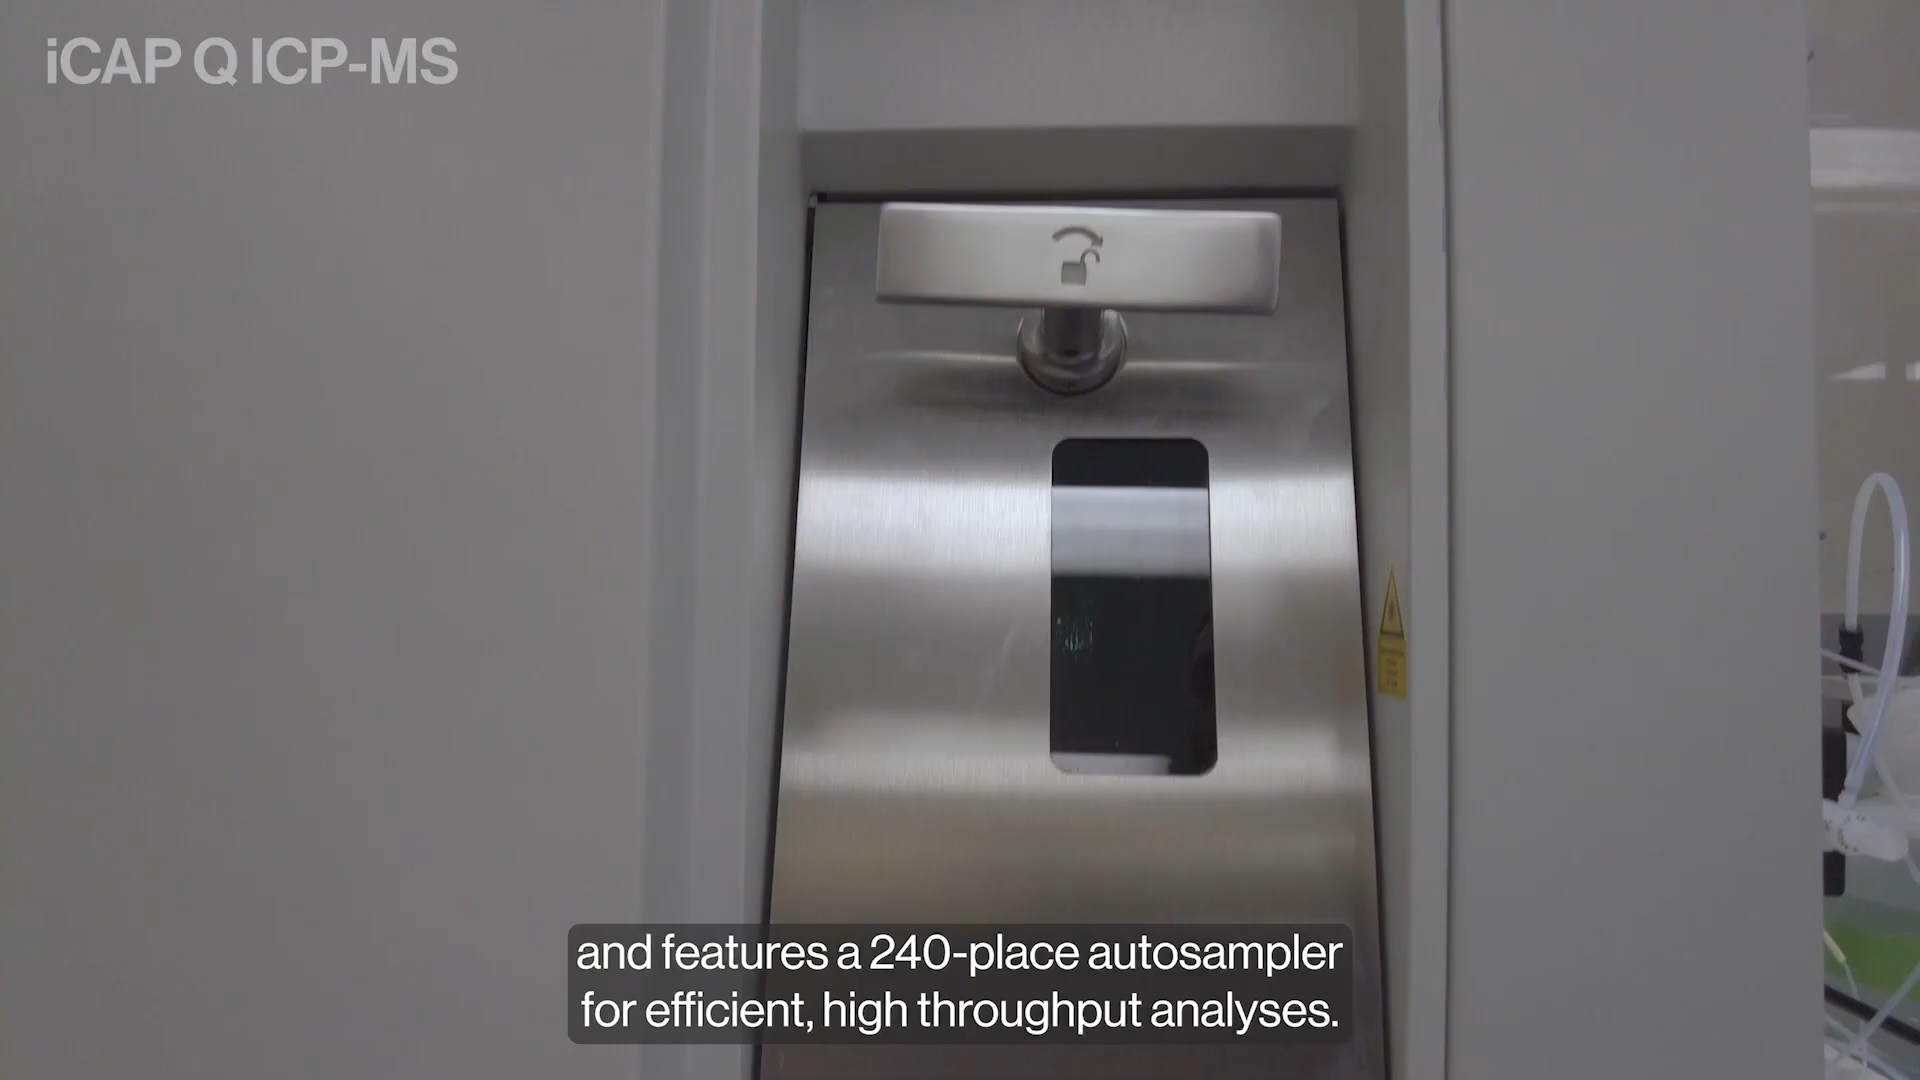 iCAP Q ICP-MS
and features a 240-place autosampler
for efficient, high throughput analyses.